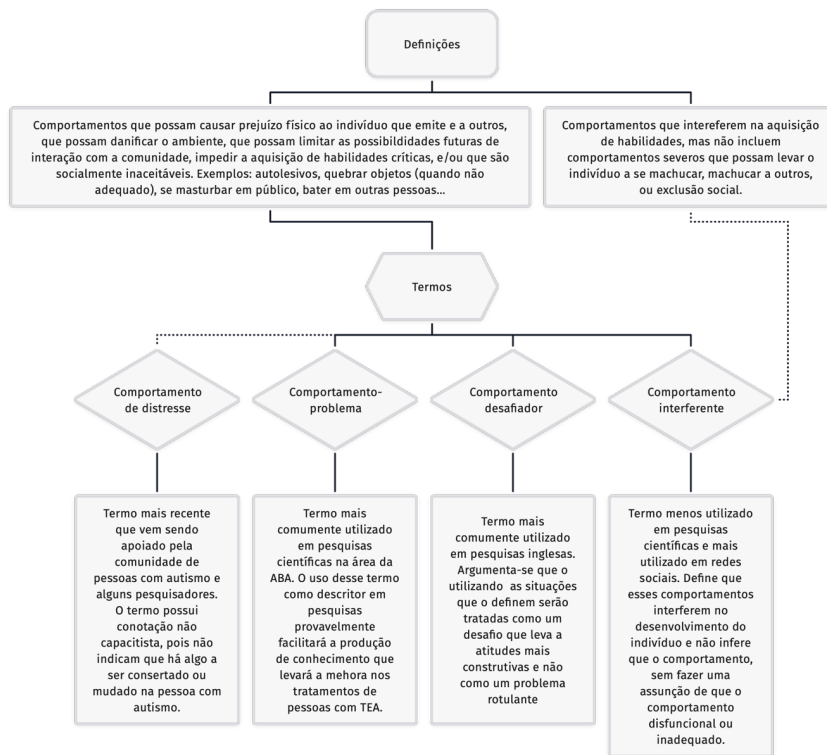 Definições
Comportamentos que possam causar prejuízo físico ao indivíduo que emite e a outros,
que possam danificar o ambiente, que possam limitar as possibildidades futuras de
interação com a comunidade, impedir a aquisição de habilidades críticas, e/ou que são
socialmente inaceitáveis. Exemplos: autolesivos, quebrar objetos (quando não
adequado), se masturbar em público, bater em outras pessoas...
Comportamentos que intereferem na aquisição
de habilidades, mas não incluem
comportamentos severos que possam levar o
indivíduo a se machucar, machucar a outros,
ou exclusão social.
Termos
Comportamento
de distresse
Comportamento-
problema
Comportamento
desafiador
Comportamento
interferente
Termo mais recente
que vem sendo
apoiado pela
comunidade de
pessoas com autismo e
alguns pesquisadores.
O termo possui
conotação não
capacitista, pois não
indicam que há algo a
ser consertado ou
mudado na pessoa com
autismo.
Termo mais
comumente utilizado
em pesquisas
científicas na área da
ABA. O uso desse termo
como descritor em
pesquisas
provavelmente
facilitará a produção
de conhecimento que
levará a mehora nos
tratamentos de
pessoas com TEA.
Termo mais
comumente utilizado
em pesquisas inglesas.
Argumenta-se que o
utilizando as situações
que o definem serão
tratadas como um
desafio que leva a
atitudes mais
construtivas e não
como um problema
rotulante
Termo menos utilizado
em pesquisas
científicas e mais
utilizado em redes
sociais. Define que
esses comportamentos
interferem no
desenvolvimento do
indivíduo e não infere
que o comportamento,
sem fazer uma
assunção de que o
comportamento
disfuncional ou
inadequado.